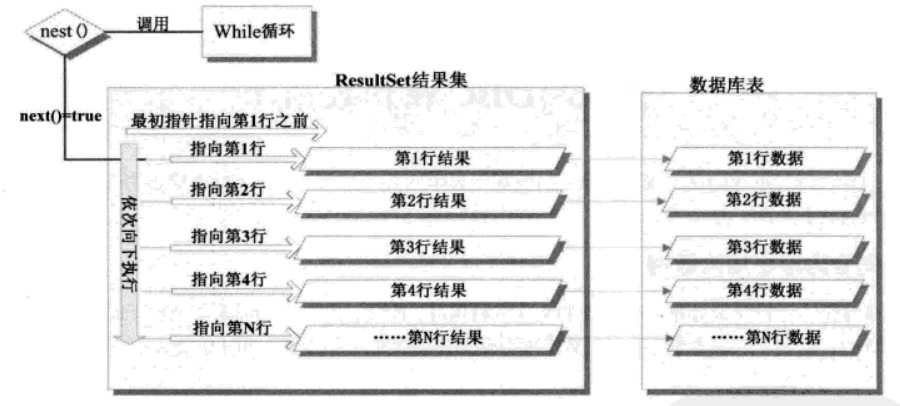 nest ()
调用
While循环
ResultSet结果集
数据库表
next()=true
最初指针指向第1行之前
指向第1行
第1行结果
第1行数据
指向第2行
第2行结果
第2行数据
依次向下执行
指向第3行
第3行结果
第3行数据
指向第4行
第4行结果
第4行数据
指向第N行
……第N行结果
……第N行数据